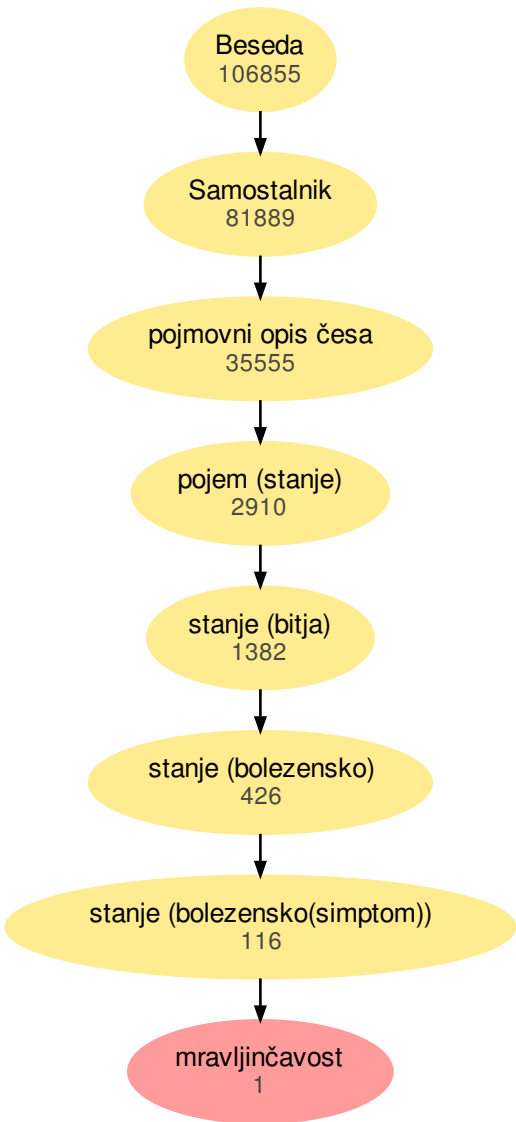 Beseda
106855
Samostalnik
81889
pojmovni opis česa
35555
pojem (stanje)
2910
stanje (bitja)
1382
stanje (bolezensko)
426
stanje (bolezensko(simptom))
116
mravljinčavost
1